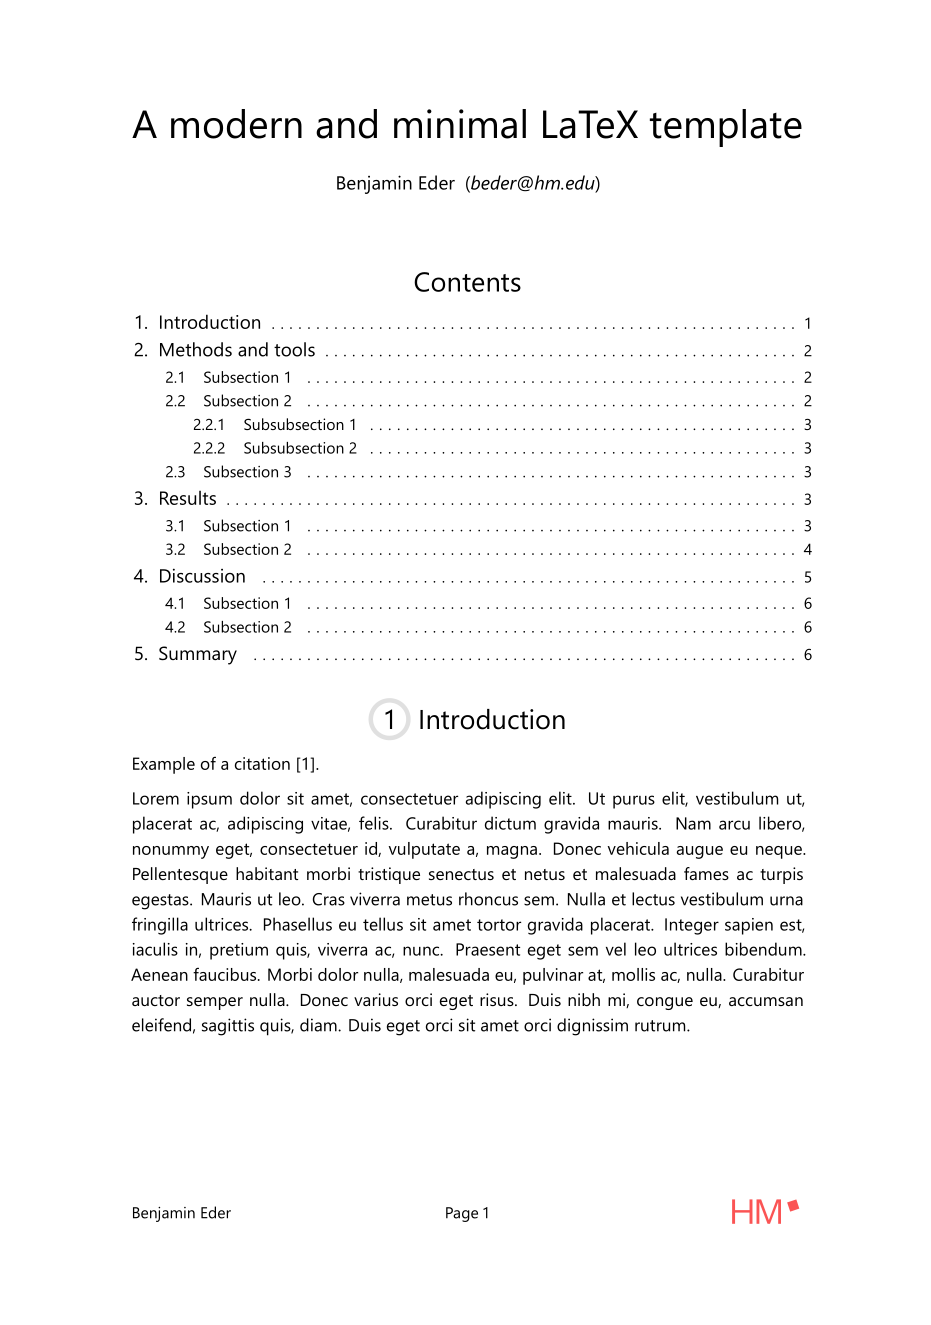 A modern and minimal LaTeX template
Benjamin Eder (beder@hm.edu)
Contents
1. Introduction . . . . . . . . . . . . . . . . . . . . . . . . . . . . . . 1
2. Methods and tools . . . . . . . . . . . . . . . . . . . . . . . . . . . . . . 2
2.1 Subsection 1 . . . . . . . . . . . . . . . . . . . . . . . . . . . . . . 2
2.2 Subsection 2 . . . . . . . . . . . . . . . . . . . . . . . . . . . . . . 2
2.2.1 Subsubsection 1 . . . . . . . . . . . . . . . . . . . . . . . . . . . . . . 3
2.2.2 Subsubsection 2 . . . . . . . . . . . . . . . . . . . . . . . . . . . . . . 3
2.3 Subsection 3 . . . . . . . . . . . . . . . . . . . . . . . . . . . . . . 3
3. Results . . . . . . . . . . . . . . . . . . . . . . . . . . . . . . 3
3.1 Subsection 1 . . . . . . . . . . . . . . . . . . . . . . . . . . . . . . 3
3.2 Subsection 2 . . . . . . . . . . . . . . . . . . . . . . . . . . . . . . 4
4. Discussion . . . . . . . . . . . . . . . . . . . . . . . . . . . . . . 5
4.1 Subsection 1 . . . . . . . . . . . . . . . . . . . . . . . . . . . . . . 6
4.2 Subsection 2 . . . . . . . . . . . . . . . . . . . . . . . . . . . . . . 6
5. Summary . . . . . . . . . . . . . . . . . . . . . . . . . . . . . . 6
1 Introduction
Example of a citation [1].
Lorem ipsum dolor sit amet, consectetuer adipiscing elit. Ut purus elit, vestibulum ut,
placerat ac, adipiscing vitae, felis. Curabitur dictum gravida mauris. Nam arcu libero,
nonummy eget, consectetuer id, vulputate a, magna. Donec vehicula augue eu neque.
Pellentesque habitant morbi tristique senectus et netus et malesuada fames ac turpis
egestas. Mauris ut leo. Cras viverra metus rhoncus sem. Nulla et lectus vestibulum urna
fringilla ultrices. Phasellus eu tellus sit amet tortor gravida placerat. Integer sapien est,
iaculis in, pretium quis, viverra ac, nunc. Praesent eget sem vel leo ultrices bibendum.
Aenean faucibus. Morbi dolor nulla, malesuada eu, pulvinar at, mollis ac, nulla. Curabitur
auctor semper nulla. Donec varius orci eget risus. Duis nibh mi, congue eu, accumsan
eleifend, sagittis quis, diam. Duis eget orci sit amet orci dignissim rutrum.
Benjamin Eder Page 1 HM